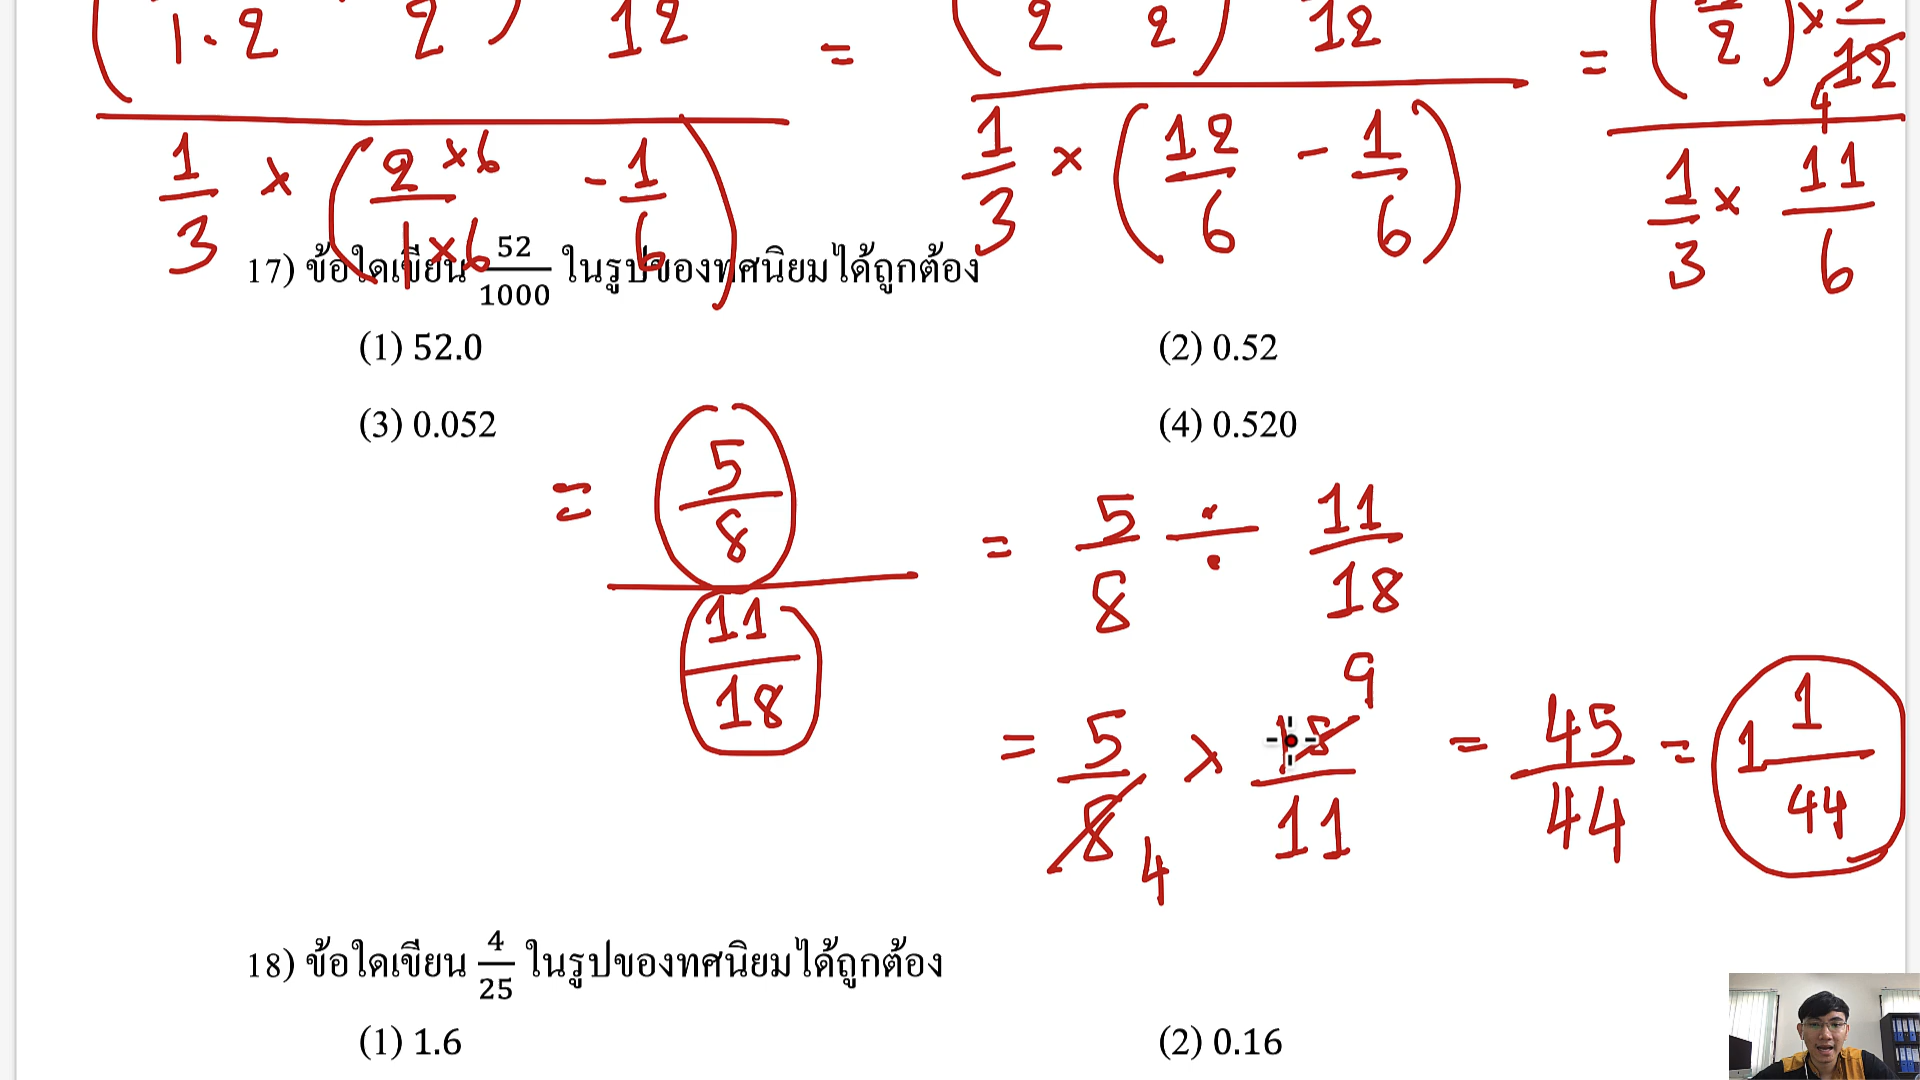 1·2 2 12 = 2 2 12 = 2 × 12 4
1/3 × (2×6/1×6 - 1/6) 1/3 × (12/6 - 1/6) 1/3 × 11/6
17) ข้อใดเขียน 52/1000 ในรูปของทศนิยมได้ถูกต้อง
(1) 52.0 (2) 0.52
(3) 0.052 (4) 0.520
= 5/8 / 11/18 = 5/8 ÷ 11/18
= 5/8 4 × 18/11 9 = 45/44 = 1 1/44
18) ข้อใดเขียน 4/25 ในรูปของทศนิยมได้ถูกต้อง
(1) 1.6 (2) 0.16